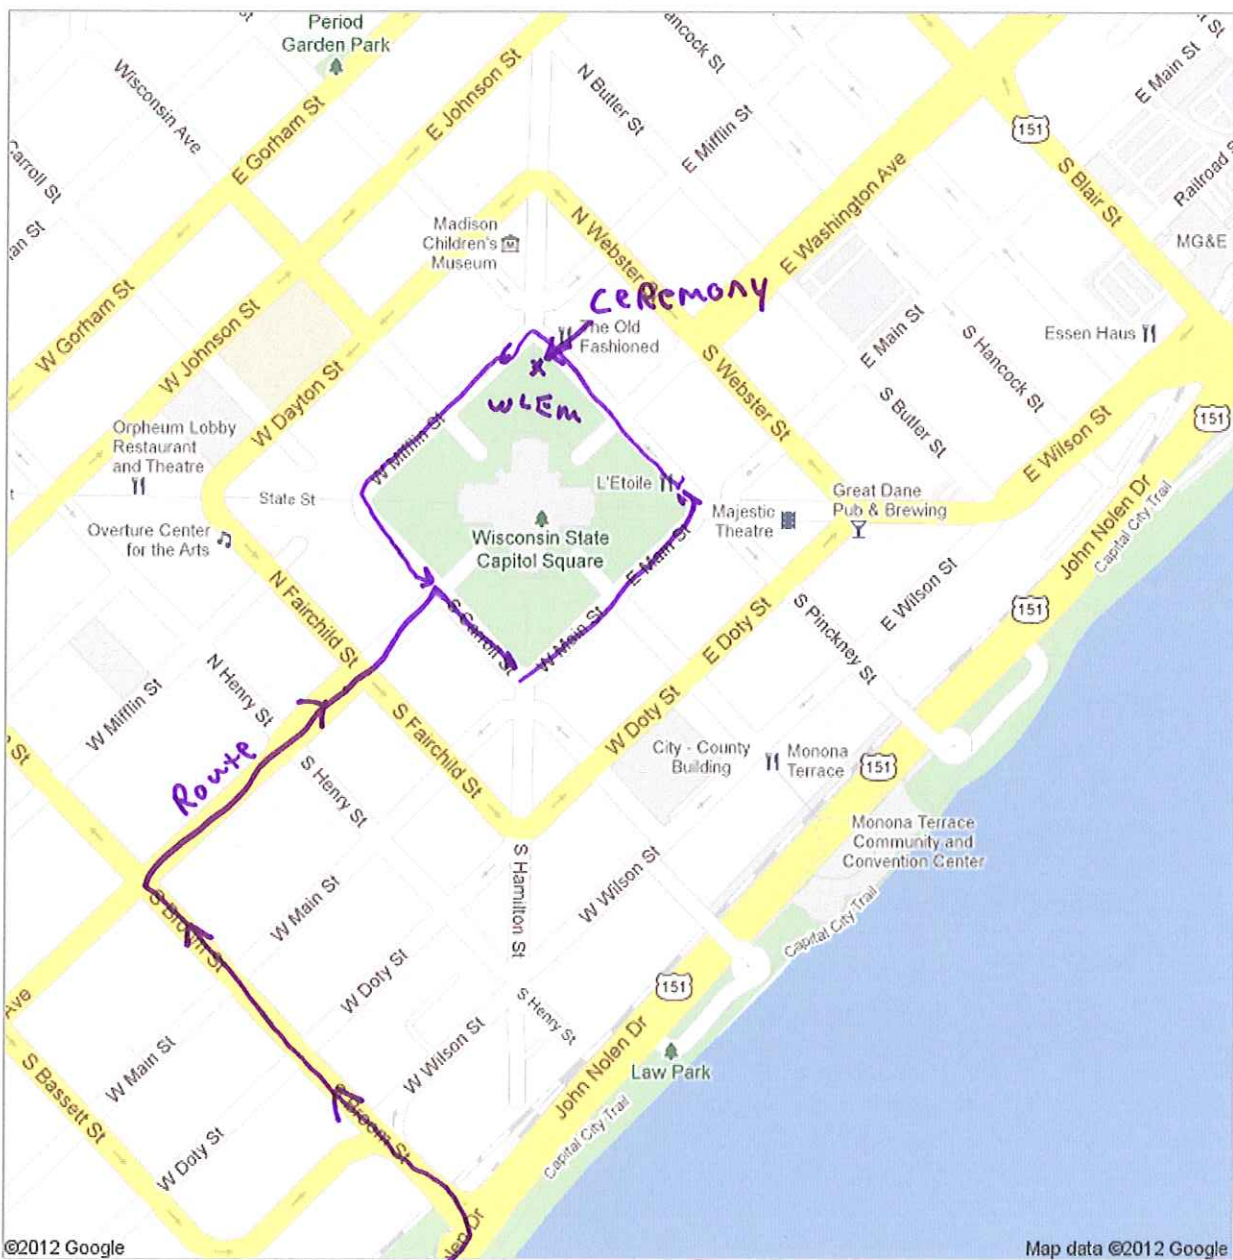 Period
Garden Park
Wisconsin Ave
E Gorham St
E Johnson St
N Butler St
E Mifflin St
E Main St
151
S Blair St
MG&E
Carroll St
E Washington Ave
Madison
Children's
Museum
N Webster
CeRemony
The Old
Fashioned
W Gorham St
W Johnson St
W Dayton St
x
WLEM
S Webster St
E Main St
S Hancock St
S Butler St
Essen Haus
151
E Wilson St
Orpheum Lobby
Restaurant
and Theatre
W Mifflin St
State St
L'Etoile
Majestic
Theatre
Great Dane
Pub & Brewing
Overture Center
for the Arts
Wisconsin State
Capitol Square
E Main St
John Nolen Dr
Capital City Trail
151
N Fairchild St
S Carroll St
W Main St
E Doty St
S Pinckney St
E Wilson St
N Henry St
W Mifflin St
S Fairchild St
W Doty St
City - County
Building
Monona
Terrace
151
Route
S Henry St
Monona Terrace
Community and
Convention Center
S Broom St
W Main St
S Hamilton St
W Wilson St
Capital City Trail
W Doty St
151
S Henry St
Ave
W Main St
W Wilson St
John Nolen Dr
Law Park
S Bassett St
S Broom St
Capital City Trail
W Doty St
©2012 Google
Map data ©2012 Google